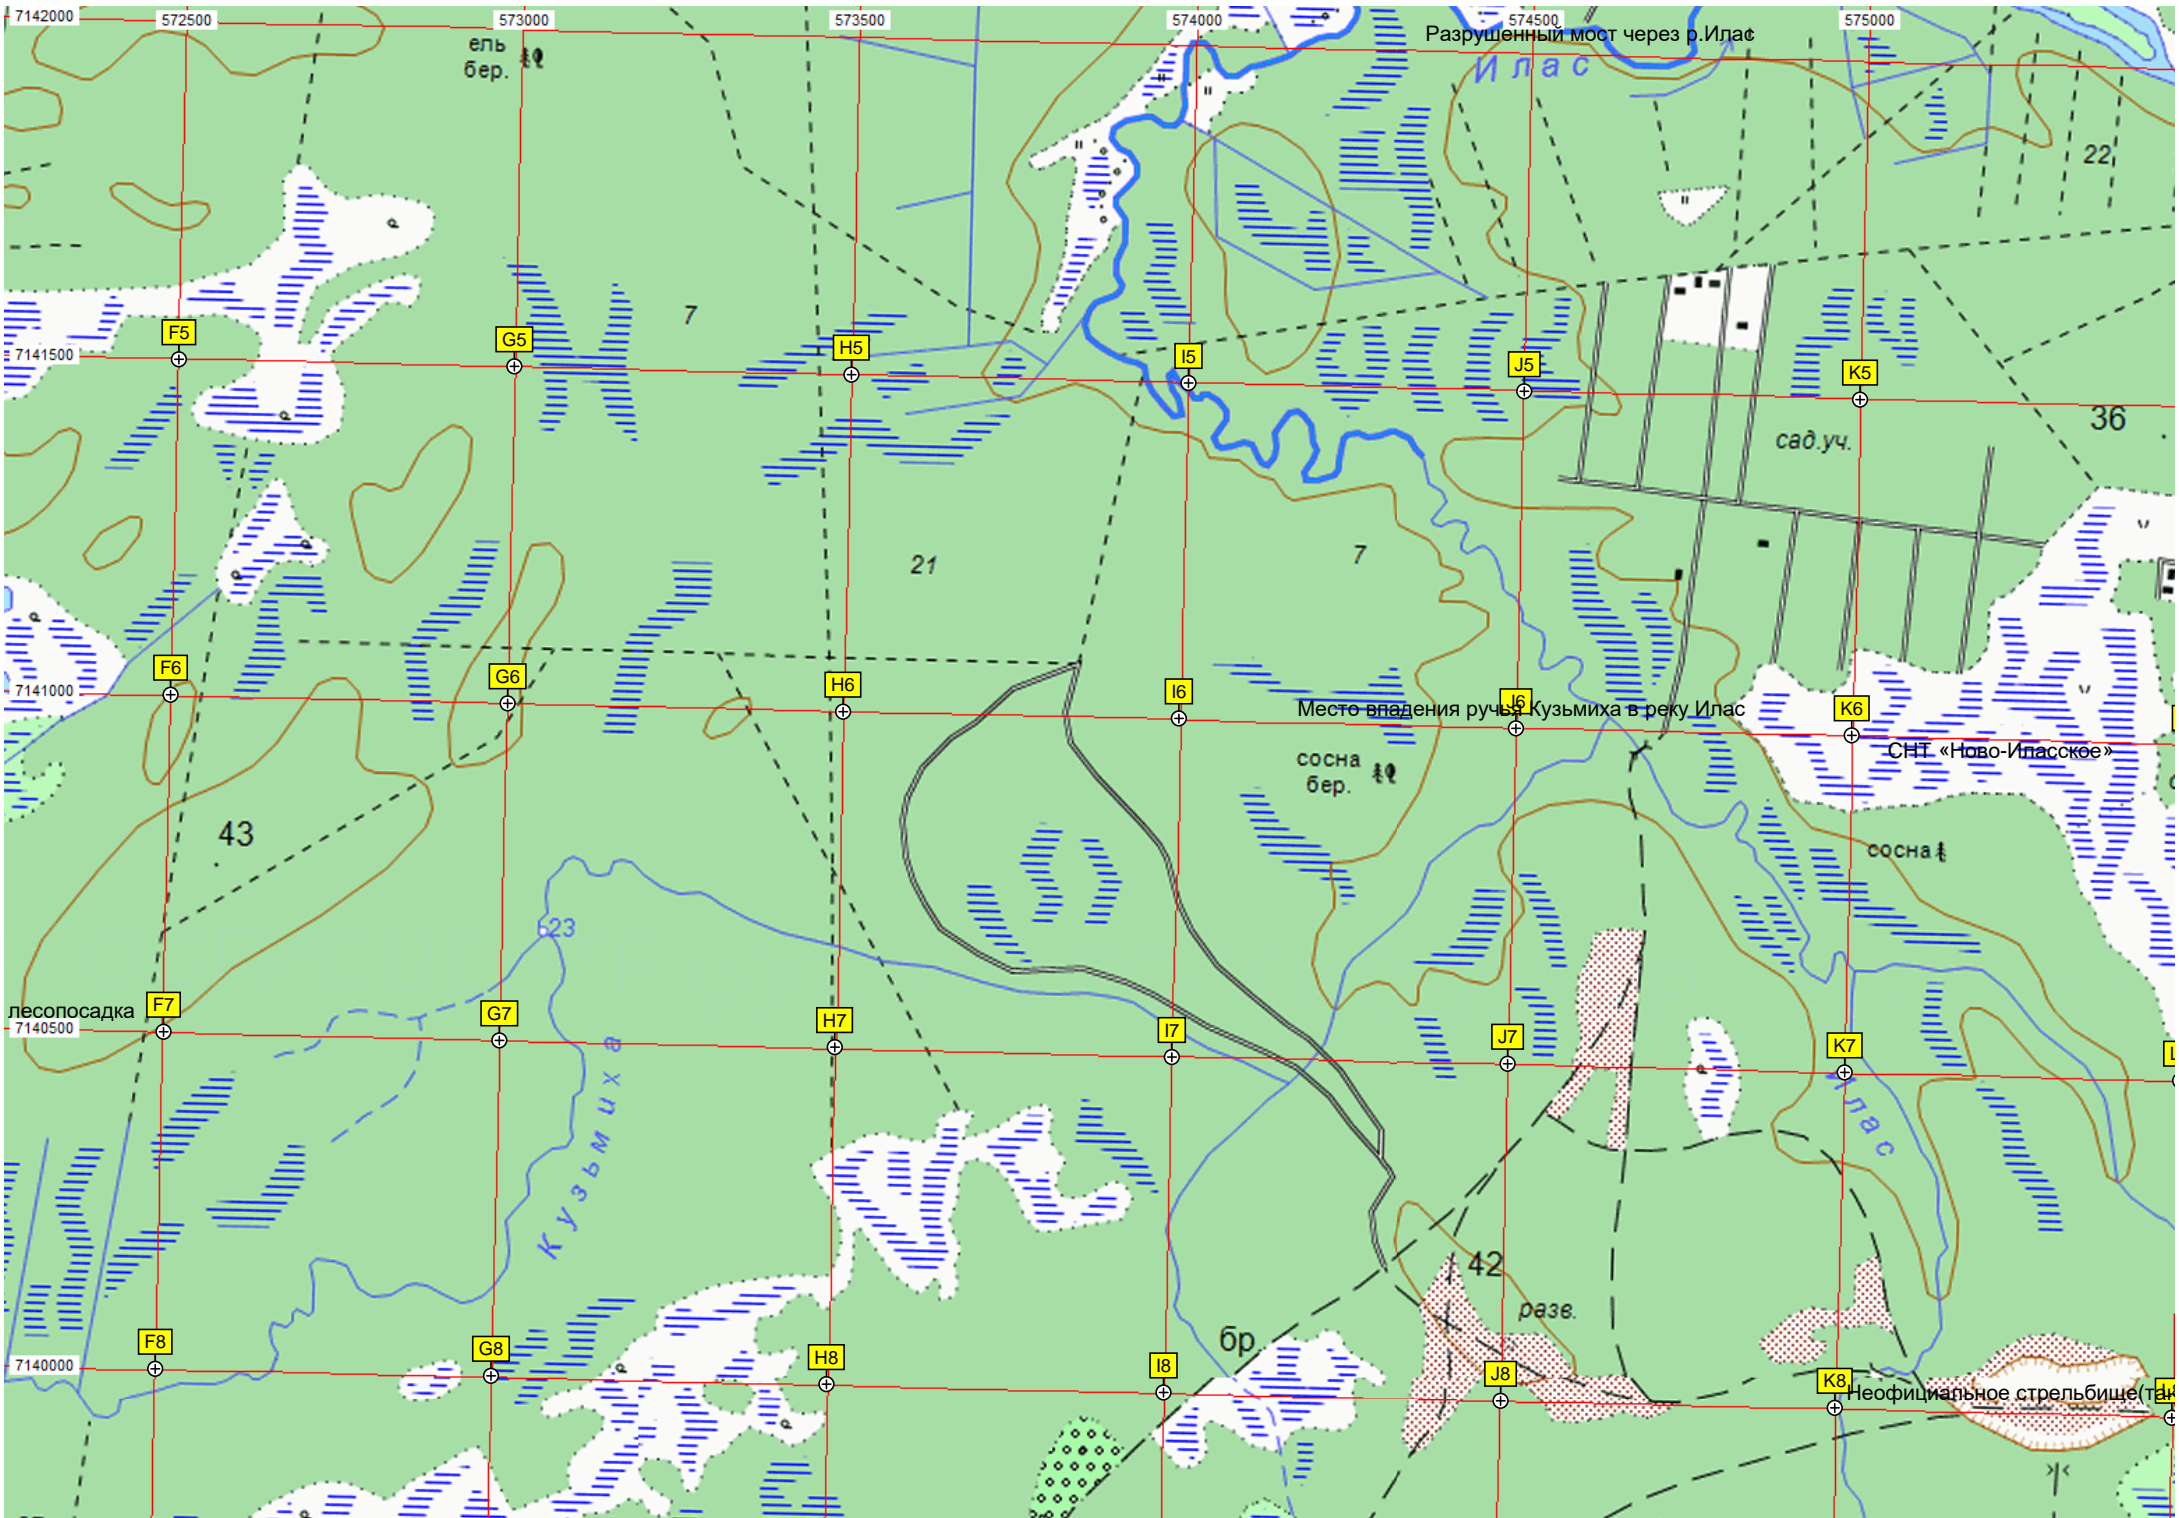 7142000
572500
573000
573500
574000
574500
575000
Разрушенный мост через р.Илас
ель
бер.
Илас
22
7
F5
G5
H5
I5
J5
K5
7141500
36
сад.уч.
21
7
F6
G6
H6
I6
J6
K6
7141000
Место впадения ручья Кузьмиха в реку Илас
СНТ «Ново-Иласское»
сосна
бер.
43
сосна
23
лесопосадка
F7
G7
H7
I7
J7
K7
7140500
Кузьмиха
Илас
42
разв.
бр
F8
G8
H8
I8
J8
K8
7140000
Неофициальное стрельбище(так